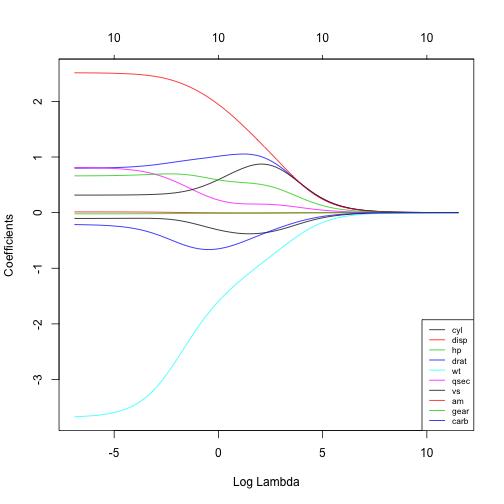 10 10 10 10
2
1
0
-1
-2
-3
Coefficients
-5 0 5 10
Log Lambda
cyl
disp
hp
drat
wt
qsec
vs
am
gear
carb